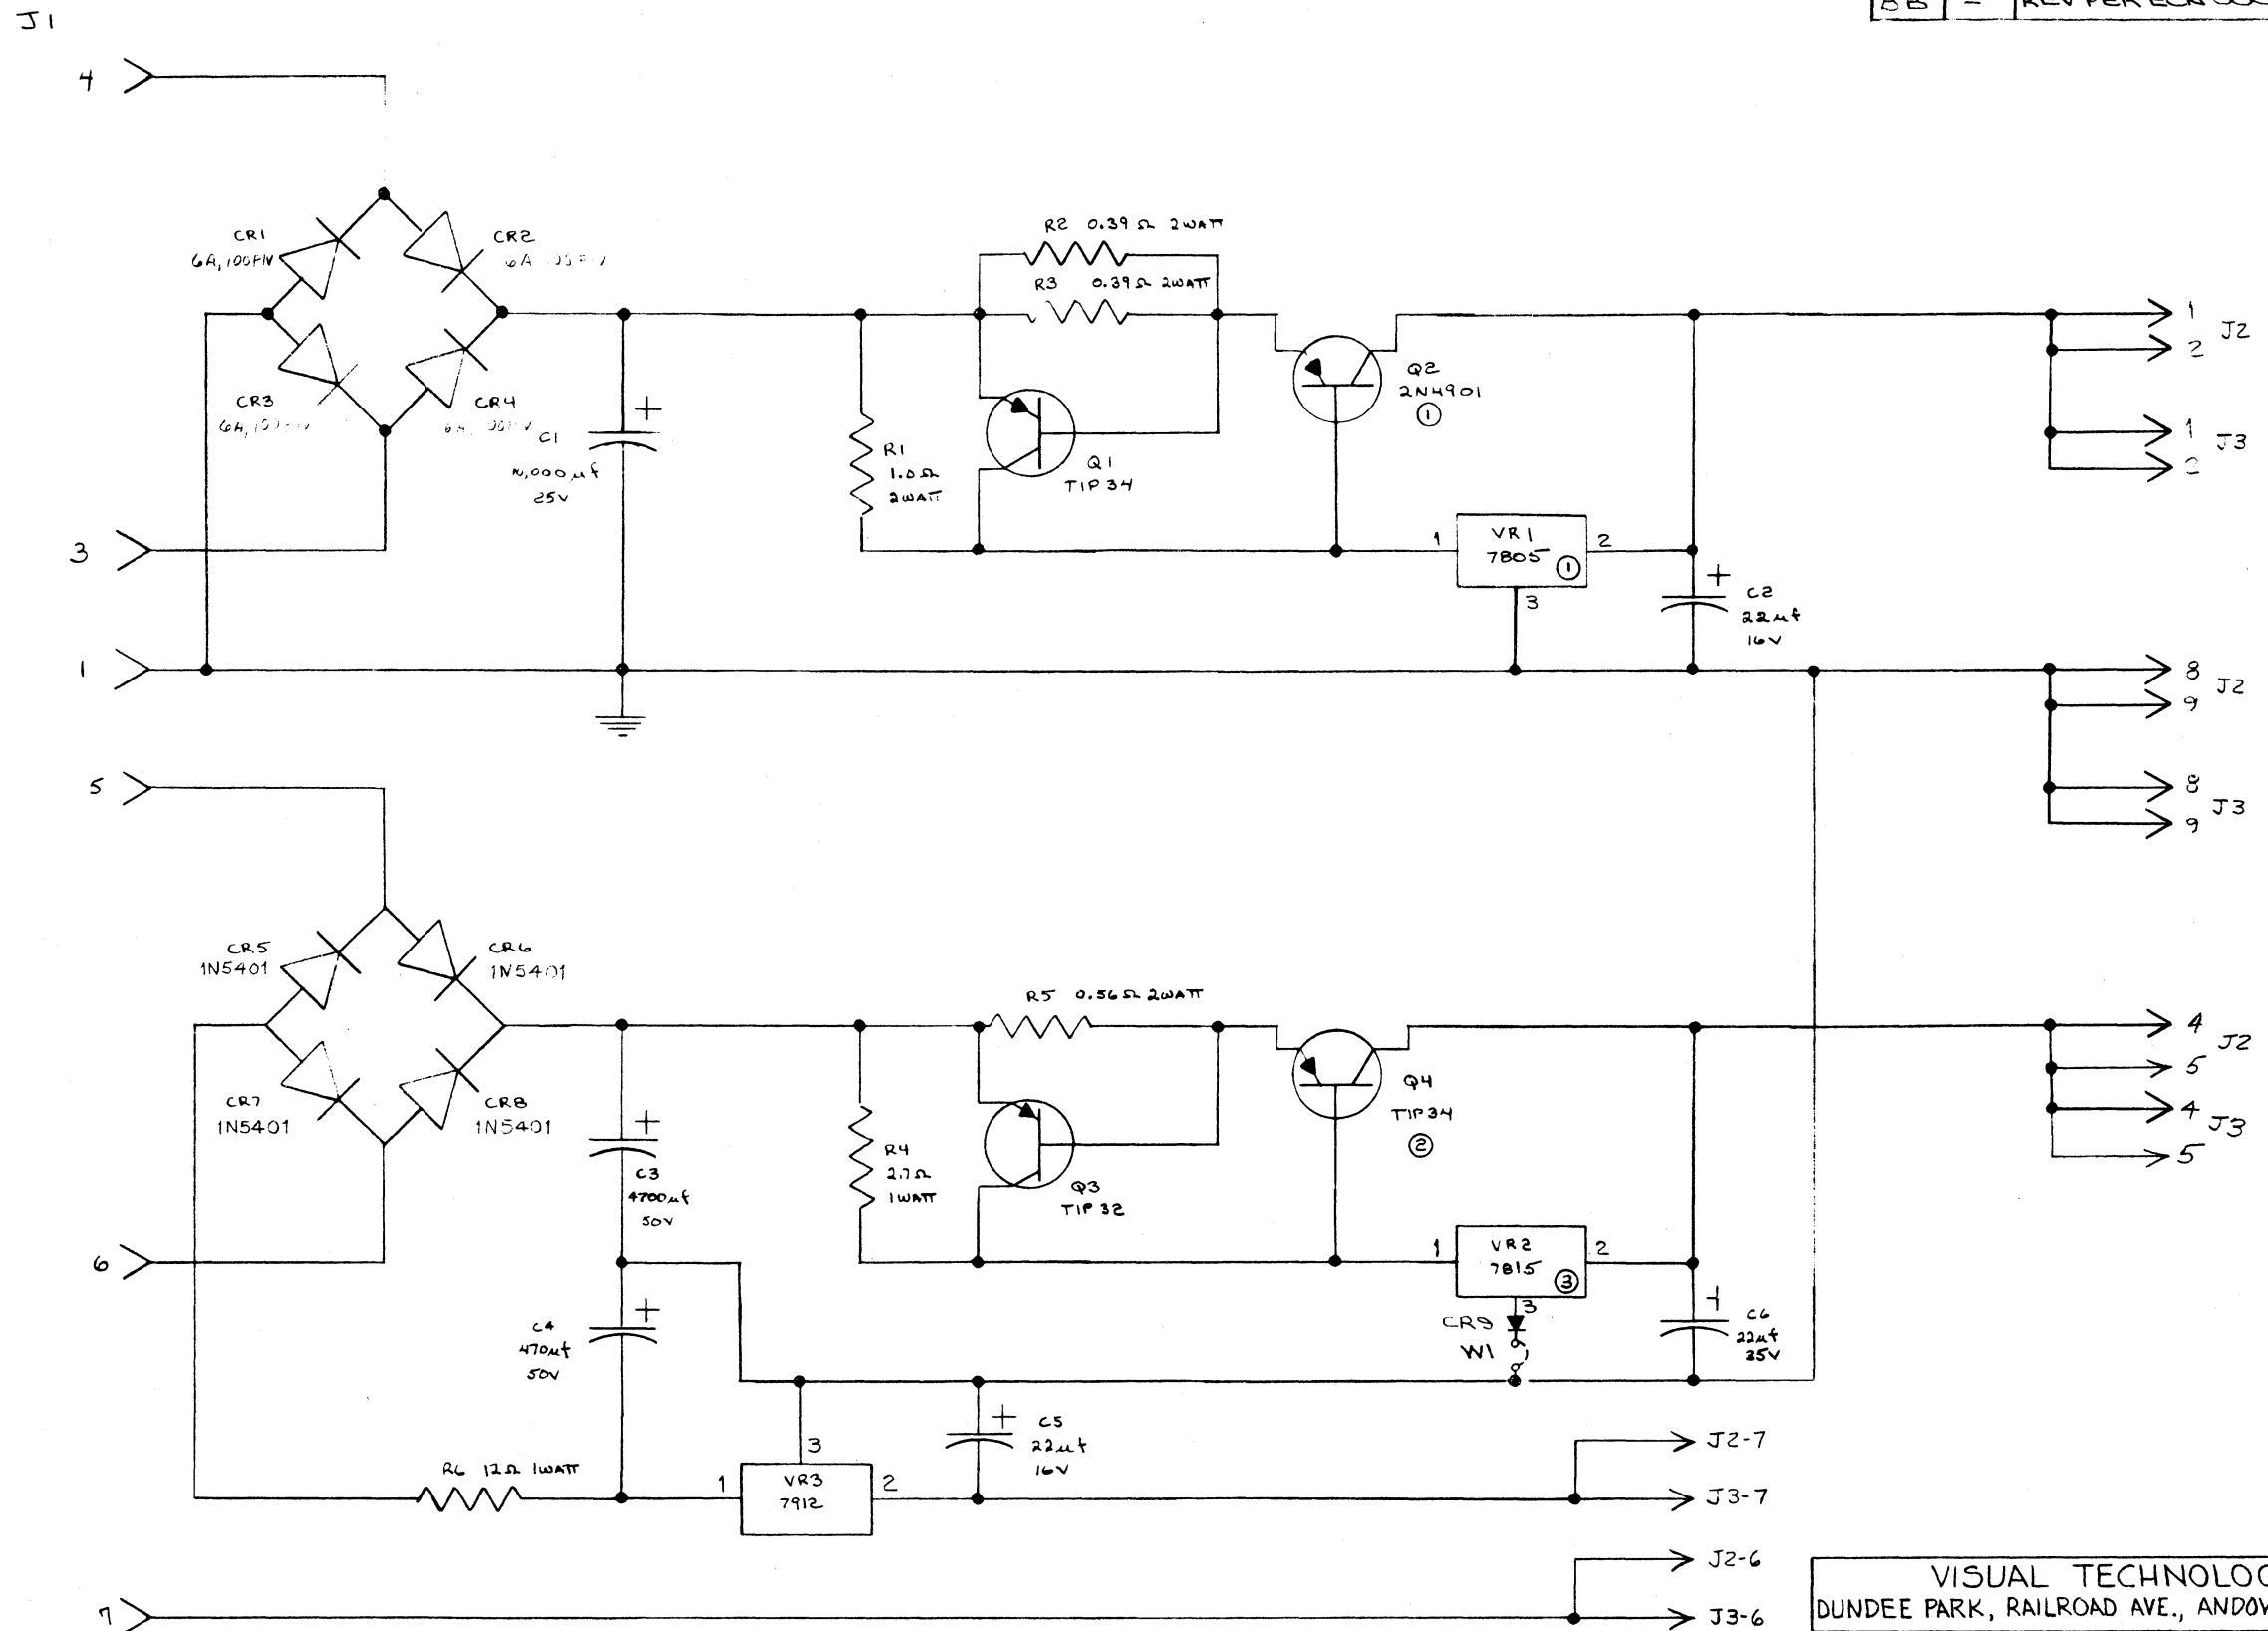 J1
4
CR1
6A, 100PIV
CR2
6A
CR3
6A,
CR4
C1
25V
R2 0.39Ω 2WATT
R3 0.39Ω 2WATT
R1
1.0Ω
2WATT
Q1
TIP 34
Q2
2N4901
1
1
VR1
7805
1
2
3
C2
22µf
16V
1
2
J2
1
2
J3
3
1
8
9
J2
8
9
J3
5
CR5
1N5401
CR6
1N5401
CR7
1N5401
CR8
1N5401
6
C3
4700µf
50V
C4
470µf
50V
R5 0.56Ω 2WATT
R4
2.7Ω
1WATT
Q3
TIP 32
Q4
TIP34
2
1
VR2
7815
3
2
3
CR9
W1
C6
22µf
35V
4
5
J2
4
5
J3
R6 12Ω 1WATT
1
VR3
7912
3
2
C5
22µf
16V
J2-7
J3-7
J2-6
J3-6
7
VISUAL TECHNOLOG
DUNDEE PARK, RAILROAD AVE., ANDOV